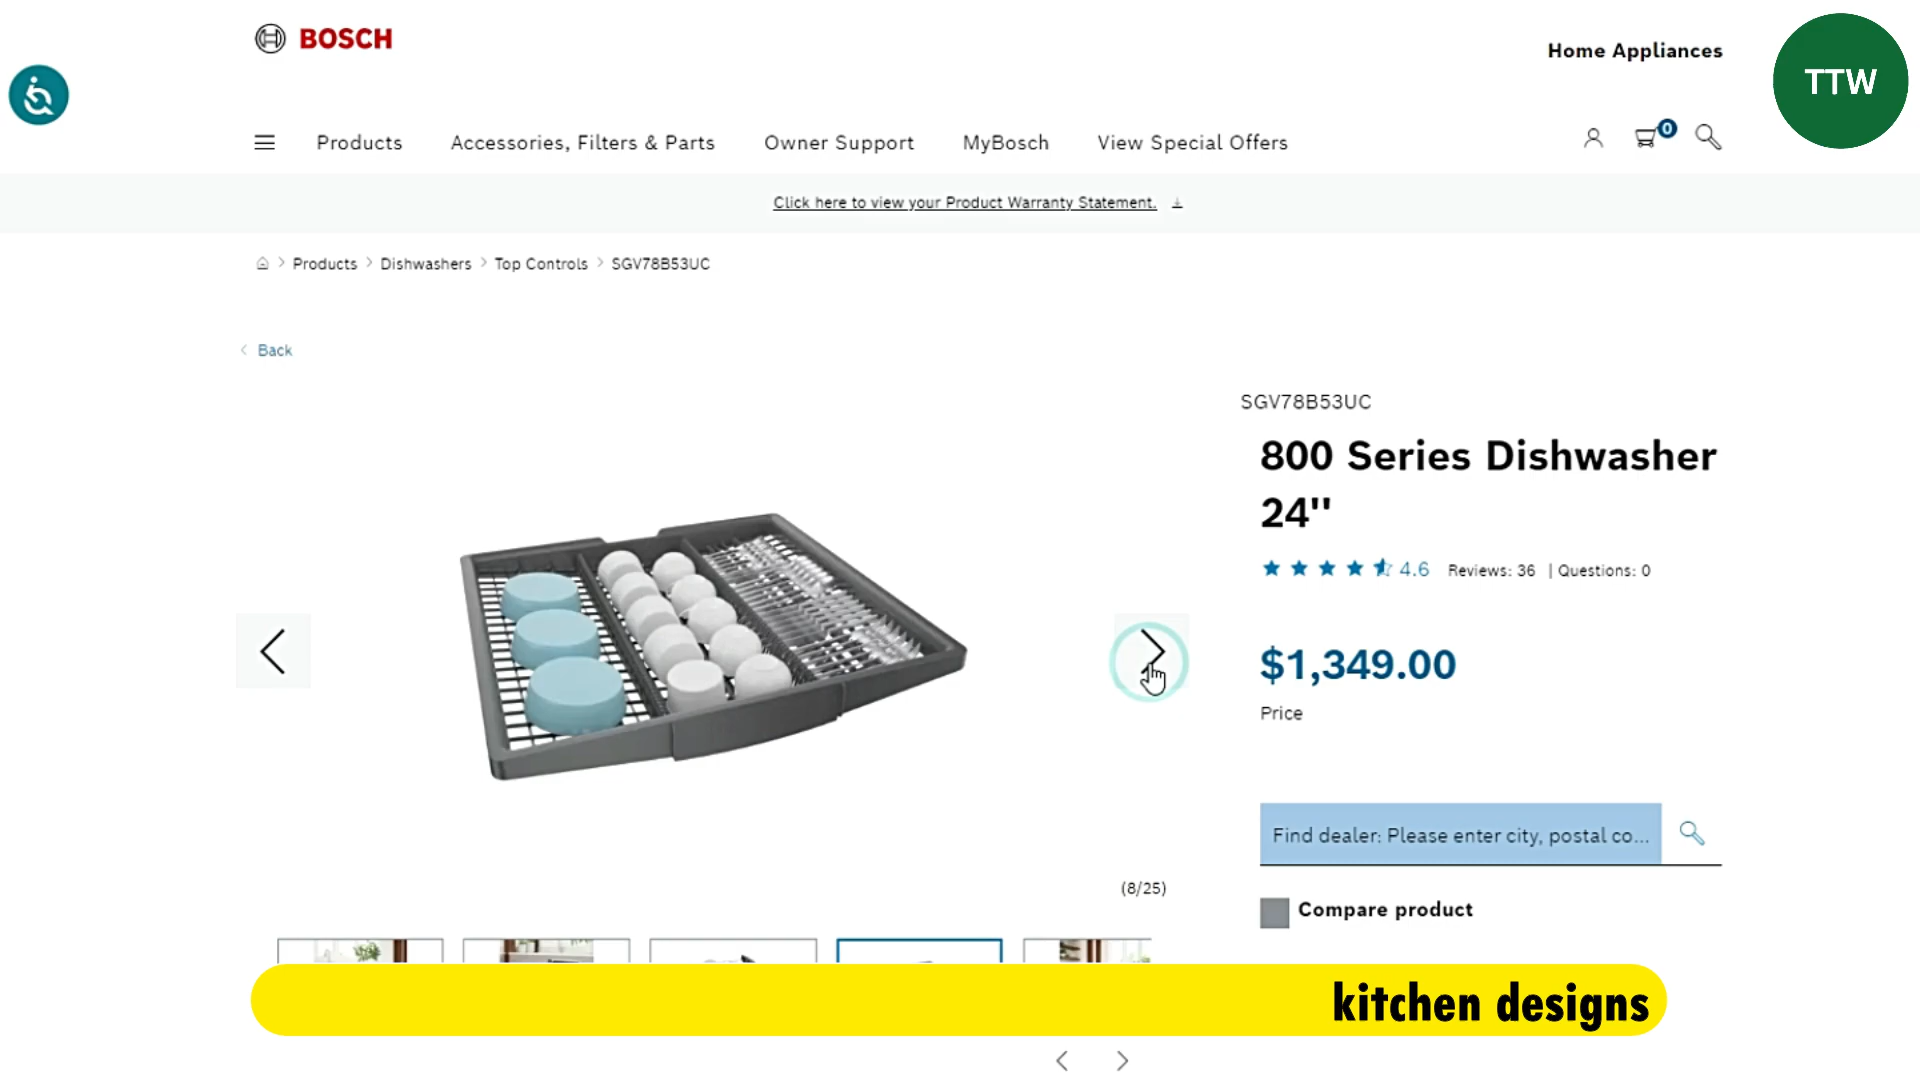 BOSCH
Home Appliances
TTW
Products Accessories, Filters & Parts Owner Support MyBosch View Special Offers
0
Click here to view your Product Warranty Statement.
Products > Dishwashers > Top Controls > SGV78B53UC
< Back
SGV78B53UC
800 Series Dishwasher
24"
4.6 Reviews: 36 | Questions: 0
$1,349.00
Price
Find dealer: Please enter city, postal co...
(8/25)
Compare product
kitchen designs